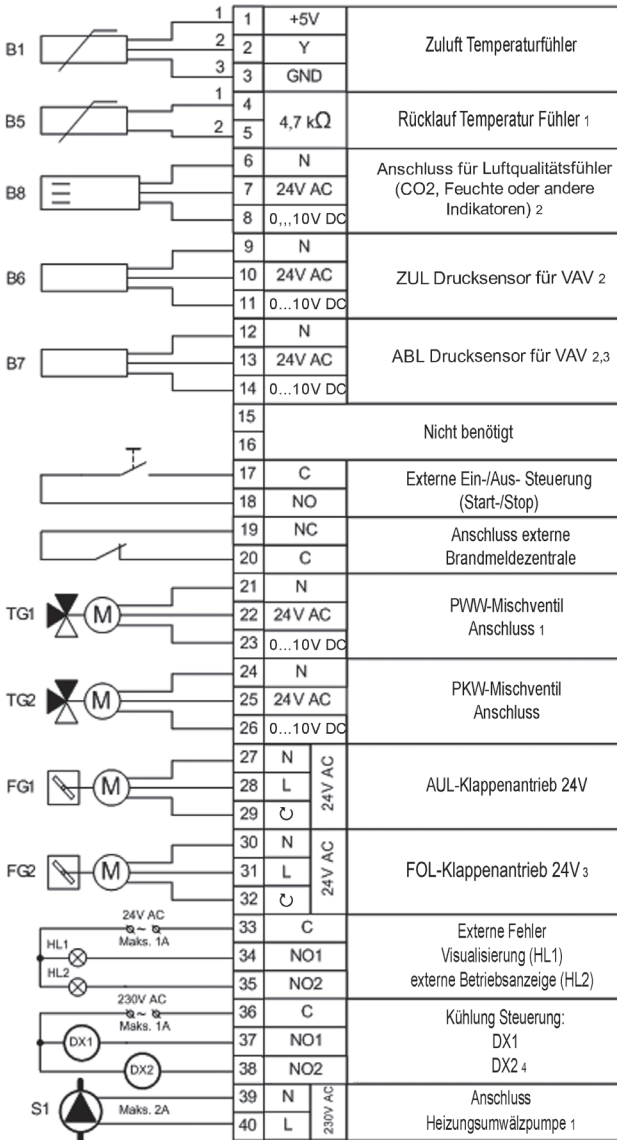 1 1 +5V
B1 2 2 Y Zuluft Temperaturfühler
3 3 GND
1 4
B5 4,7 kΩ Rücklauf Temperatur Fühler 1
2 5
6 N Anschluss für Luftqualitätsfühler
B8 7 24V AC (CO2, Feuchte oder andere
8 0,,,10V DC Indikatoren) 2
9 N
B6 10 24V AC ZUL Drucksensor für VAV 2
11 0...10V DC
12 N
B7 13 24V AC ABL Drucksensor für VAV 2,3
14 0...10V DC
15
Nicht benötigt
16
17 C Externe Ein-/Aus- Steuerung
18 NO (Start-/Stop)
19 NC Anschluss externe
20 C Brandmeldezentrale
21 N
TG1 M 22 24V AC PWW-Mischventil
Anschluss 1
23 0...10V DC
24 N
TG2 M 25 24V AC PKW-Mischventil
Anschluss
26 0...10V DC
27 N
FG1 M 28 L 24V AC AUL-Klappenantrieb 24V
29 ↻
30 N
FG2 M 31 L 24V AC FOL-Klappenantrieb 24V 3
32 ↻
24V AC 33 C Externe Fehler
Maks. 1A
HL1 34 NO1 Visualisierung (HL1)
HL2 35 NO2 externe Betriebsanzeige (HL2)
230V AC 36 C Kühlung Steuerung:
Maks. 1A
DX1 37 NO1 DX1
DX2 38 NO2 DX2 4
39 N Anschluss
S1 Maks. 2A 230V AC
40 L Heizungsumwälzpumpe 1